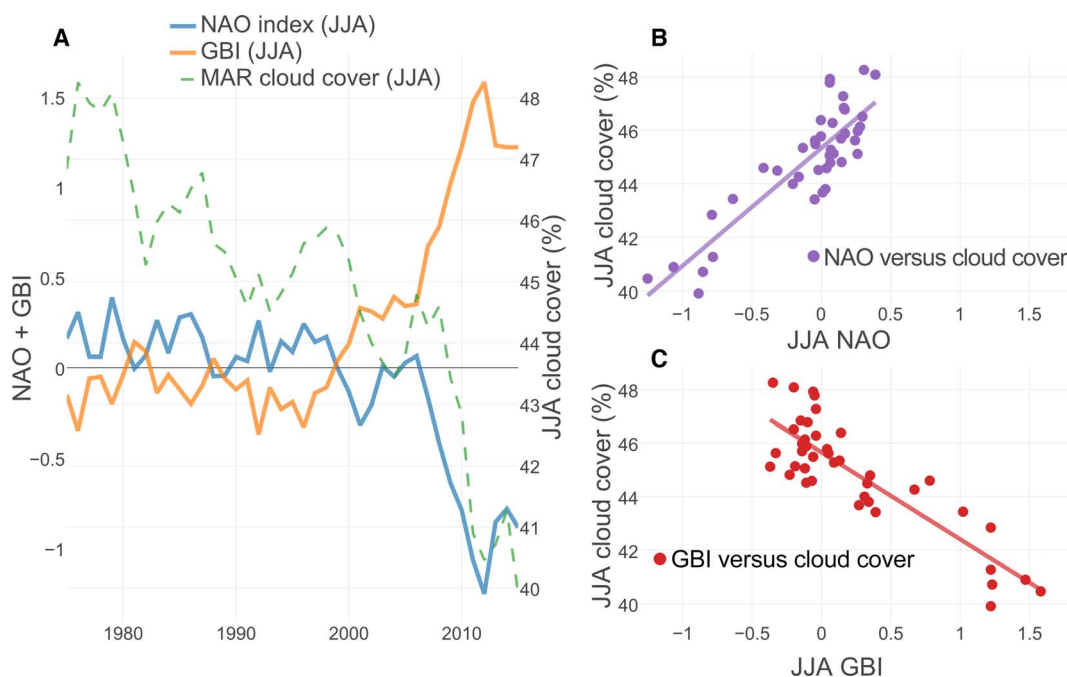 A
NAO index (JJA)
GBI (JJA)
MAR cloud cover (JJA)
NAO + GBI
1.5
1
0.5
0
−0.5
−1
48
47
46
45
44
43
42
41
40
JJA cloud cover (%)
1980
1990
2000
2010
B
JJA cloud cover (%)
48
46
44
42
40
NAO versus cloud cover
−1
−0.5
0
0.5
1
1.5
JJA NAO
C
JJA cloud cover (%)
48
46
44
42
40
GBI versus cloud cover
−1
−0.5
0
0.5
1
1.5
JJA GBI